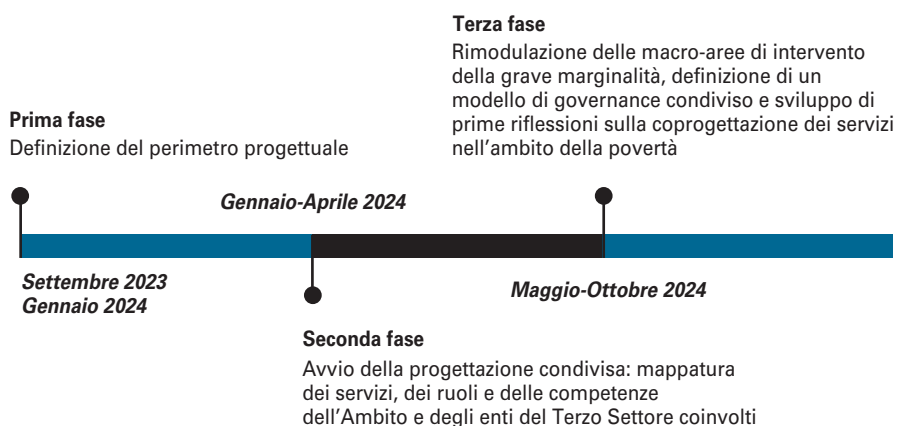 Prima fase
Definizione del perimetro progettuale
Settembre 2023
Gennaio 2024
Gennaio-Aprile 2024
Seconda fase
Avvio della progettazione condivisa: mappatura
dei servizi, dei ruoli e delle competenze
dell'Ambito e degli enti del Terzo Settore coinvolti
Terza fase
Rimodulazione delle macro-aree di intervento
della grave marginalità, definizione di un
modello di governance condiviso e sviluppo di
prime riflessioni sulla coprogettazione dei servizi
nell'ambito della povertà
Maggio-Ottobre 2024